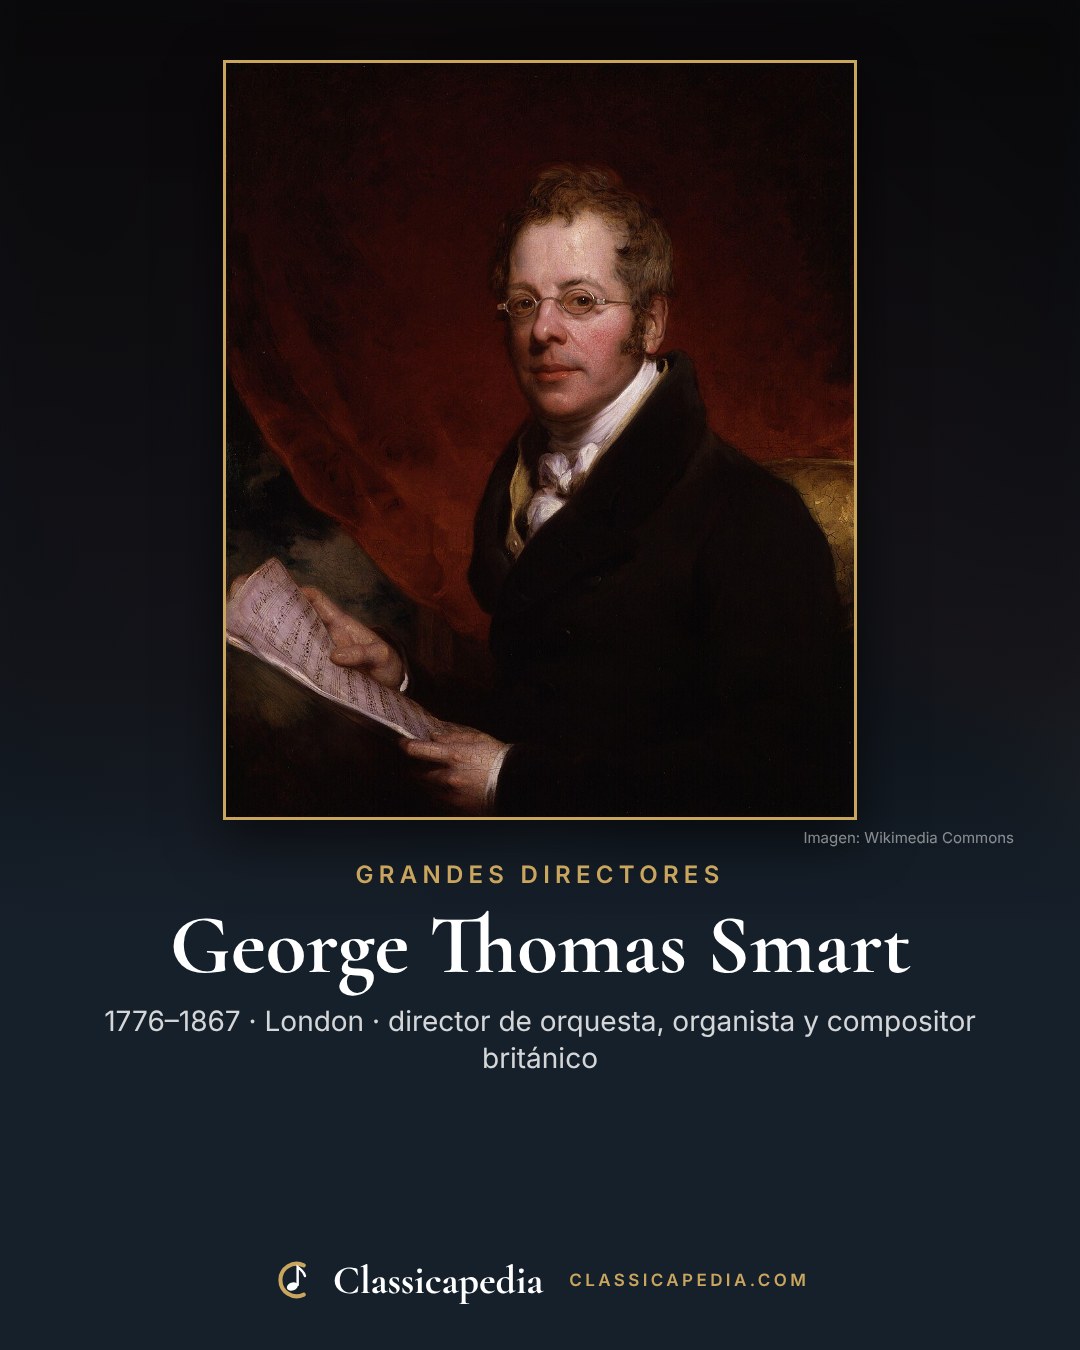 Imagen: Wikimedia Commons
GRANDES DIRECTORES
George Thomas Smart
1776–1867 · London · director de orquesta, organista y compositor
británico
Classicapedia CLASSICAPEDIA.COM